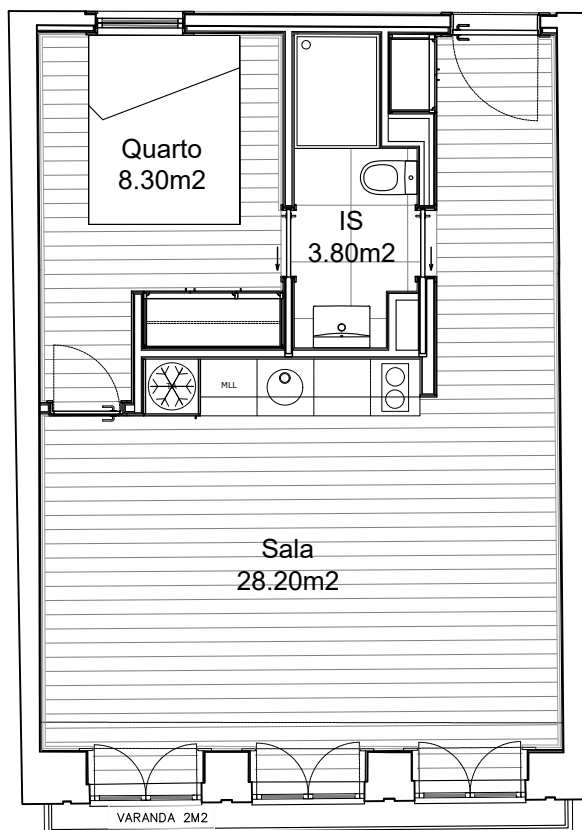 Quarto
8.30m2
IS
3.80m2
MLL
Sala
28.20m2
VARANDA 2M2